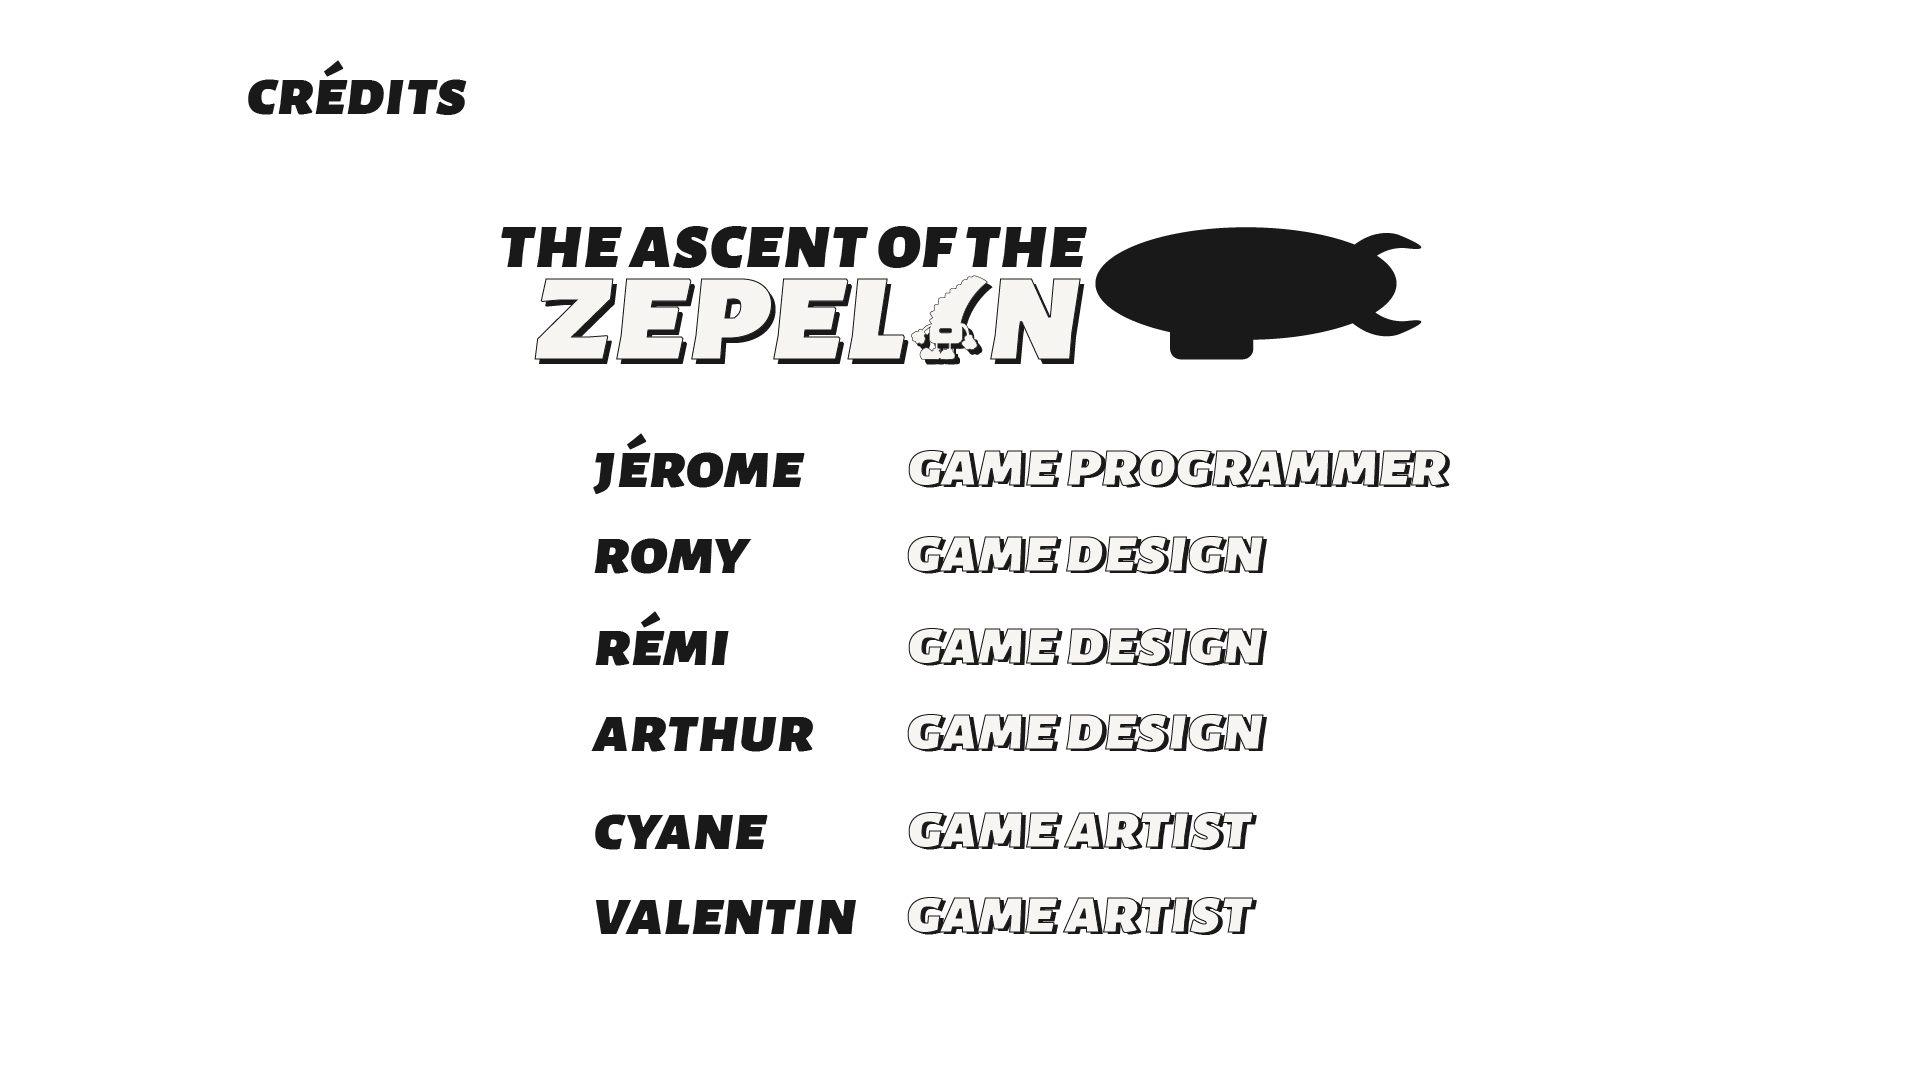 CRÉDITS
THE ASCENT OF THE
ZEPELIN
JÉROME GAME PROGRAMMER
ROMY GAME DESIGN
RÉMI GAME DESIGN
ARTHUR GAME DESIGN
CYANE GAME ARTIST
VALENTIN GAME ARTIST